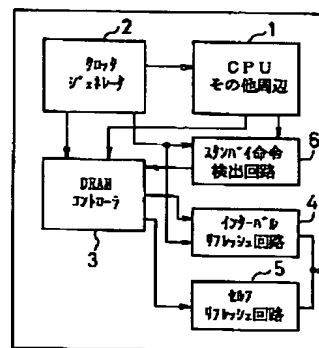 2
1
クロック
ジェネレータ
CPU
その他周辺
6
スタンバイ命令
検出回路
DRAM
コントローラ
3
4
インターバル
リフレッシュ回路
5
セルフ
リフレッシュ回路